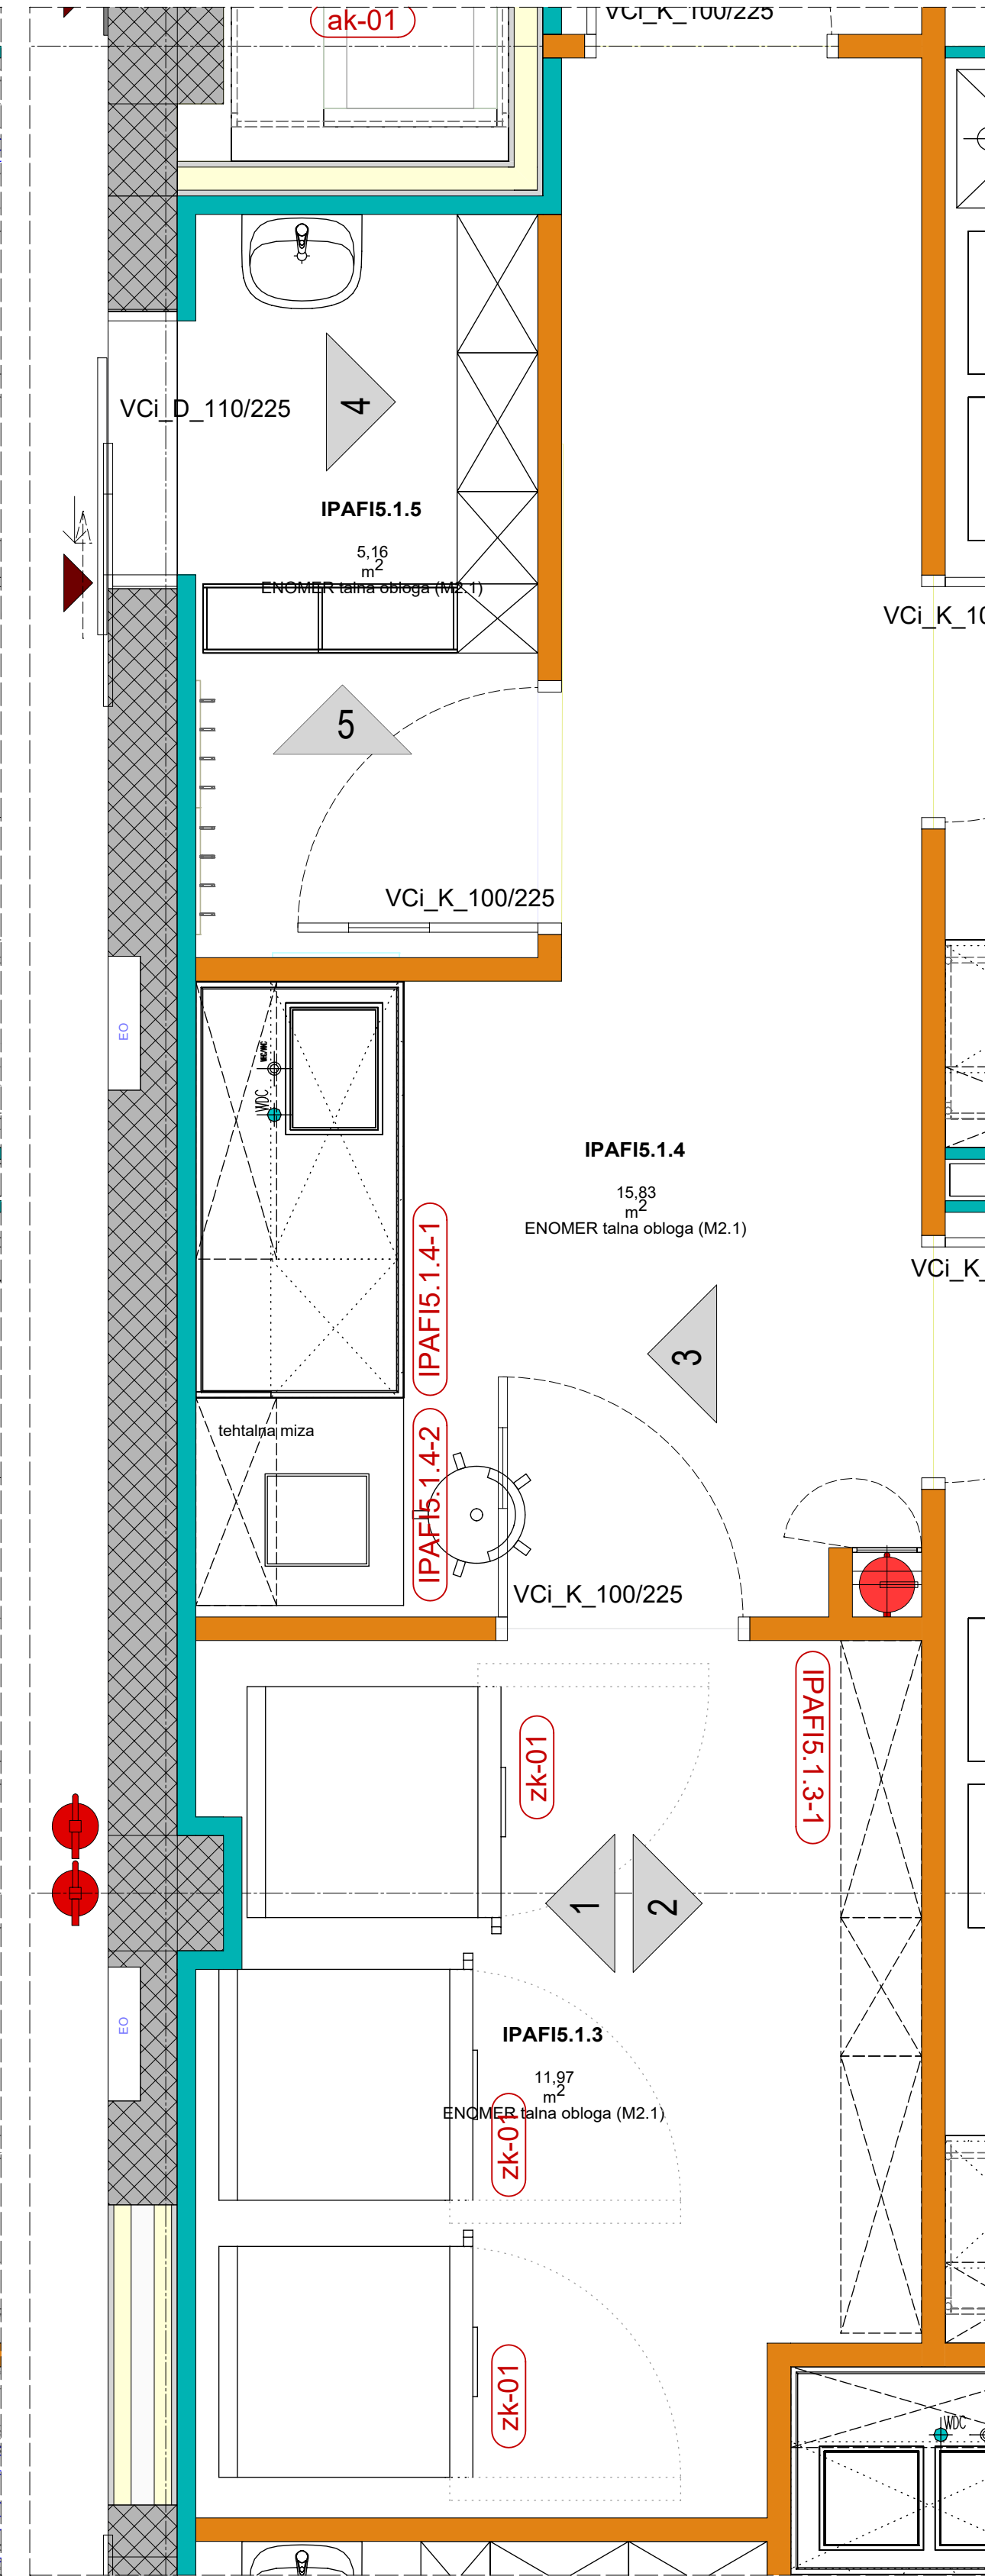 ak-01
VCi_K_100/225
VCi_D_110/225
4
IPAFI5.1.5
5,16
m2
ENOMER talna obloga (M2.1)
VCi_K_10
5
VCi_K_100/225
EO
WDC
IPAFI5.1.4
15,83
m2
ENOMER talna obloga (M2.1)
IPAFI5.1.4-1
VCi_K_
3
tehtalna miza
IPAFI5.1.4-2
VCi_K_100/225
IPAFI5.1.3-1
zk-01
1
2
EO
IPAFI5.1.3
11,97
m2
ENOMER talna obloga (M2.1)
zk-01
zk-01
WDC